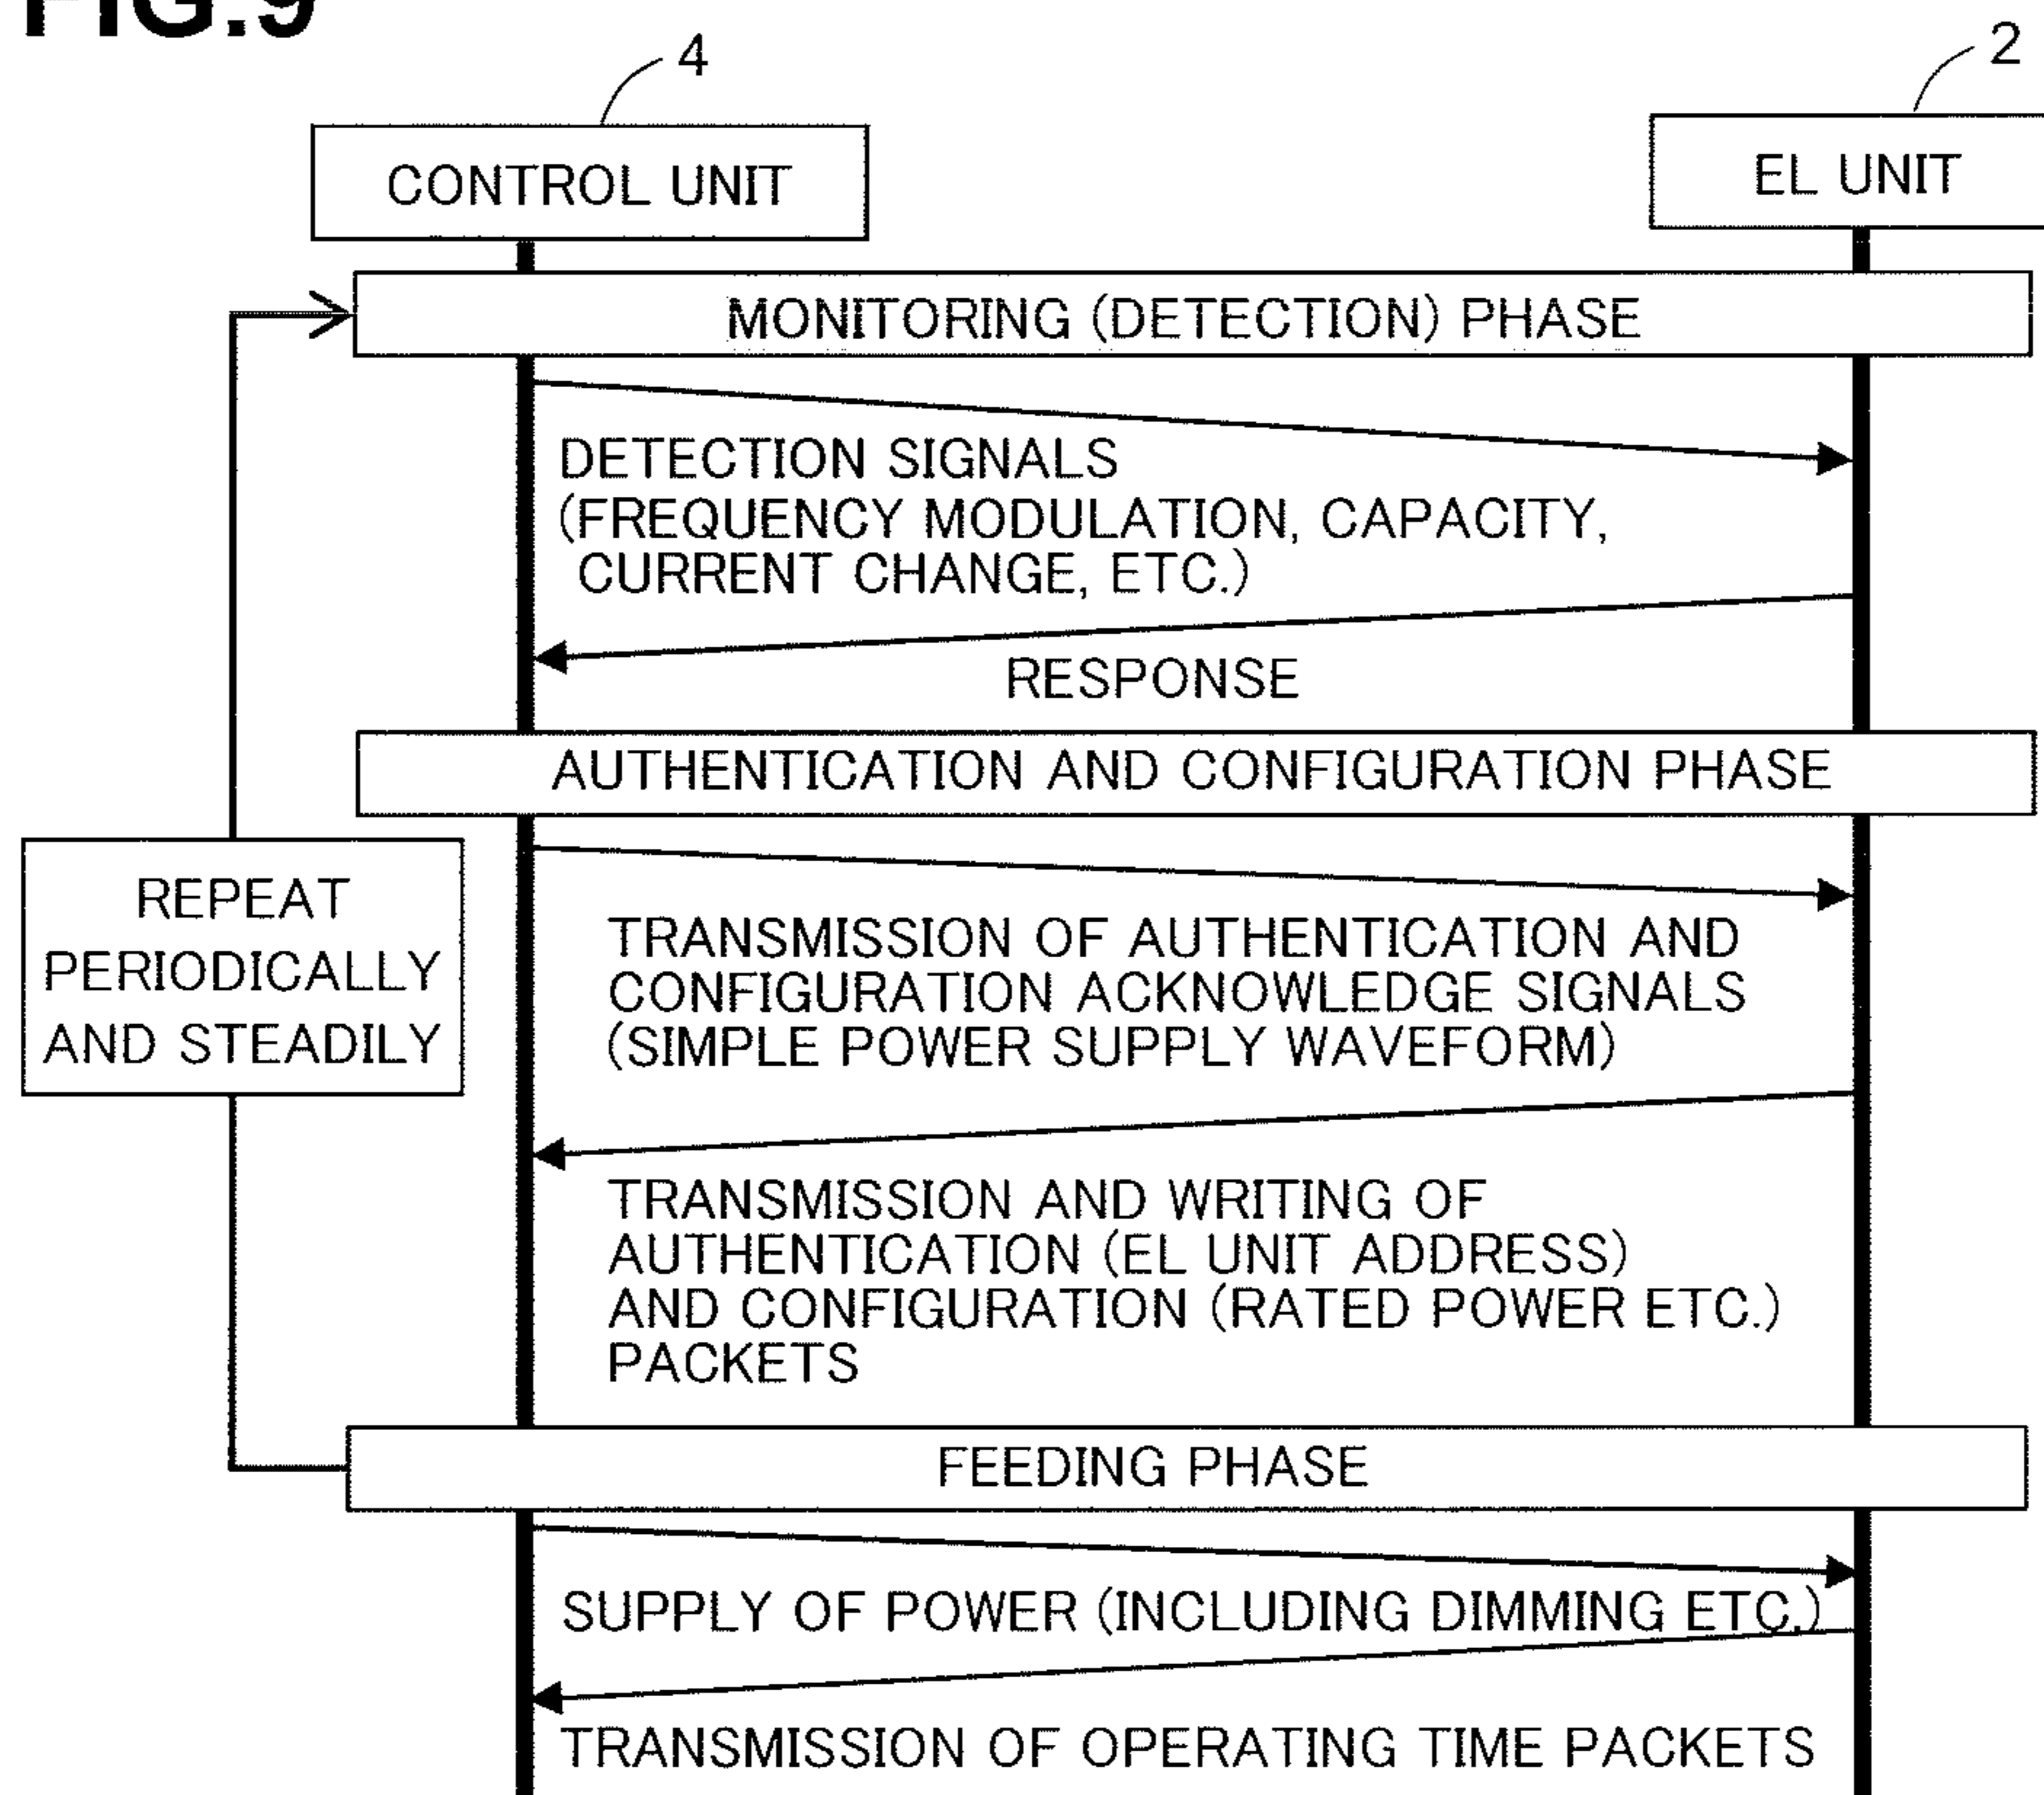 FIG.9
4
2
CONTROL UNIT
EL UNIT
MONITORING (DETECTION) PHASE
DETECTION SIGNALS
(FREQUENCY MODULATION, CAPACITY,
CURRENT CHANGE, ETC.)
RESPONSE
AUTHENTICATION AND CONFIGURATION PHASE
REPEAT
PERIODICALLY
AND STEADILY
TRANSMISSION OF AUTHENTICATION AND
CONFIGURATION ACKNOWLEDGE SIGNALS
(SIMPLE POWER SUPPLY WAVEFORM)
TRANSMISSION AND WRITING OF
AUTHENTICATION (EL UNIT ADDRESS)
AND CONFIGURATION (RATED POWER ETC.)
PACKETS
FEEDING PHASE
SUPPLY OF POWER (INCLUDING DIMMING ETC.)
TRANSMISSION OF OPERATING TIME PACKETS